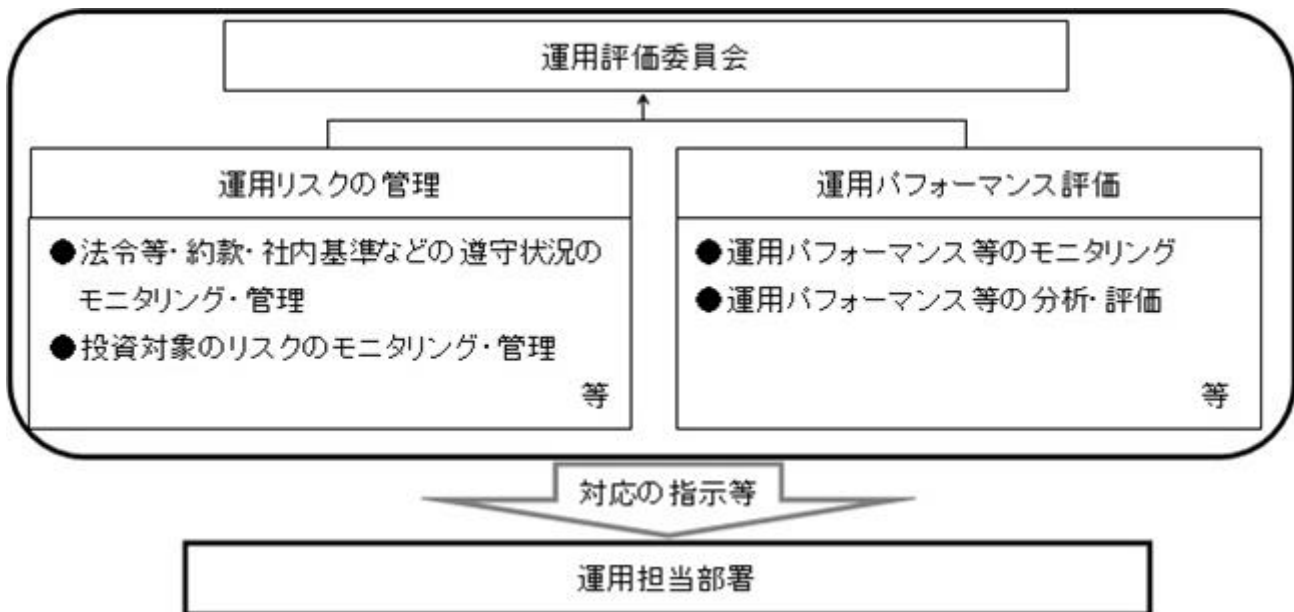 運用評価委員会
運用リスクの管理
●法令等・約款・社内基準などの遵守状況の
モニタリング・管理
●投資対象のリスクのモニタリング・管理
等
運用パフォーマンス評価
●運用パフォーマンス等のモニタリング
●運用パフォーマンス等の分析・評価
等
対応の指示等
運用担当部署